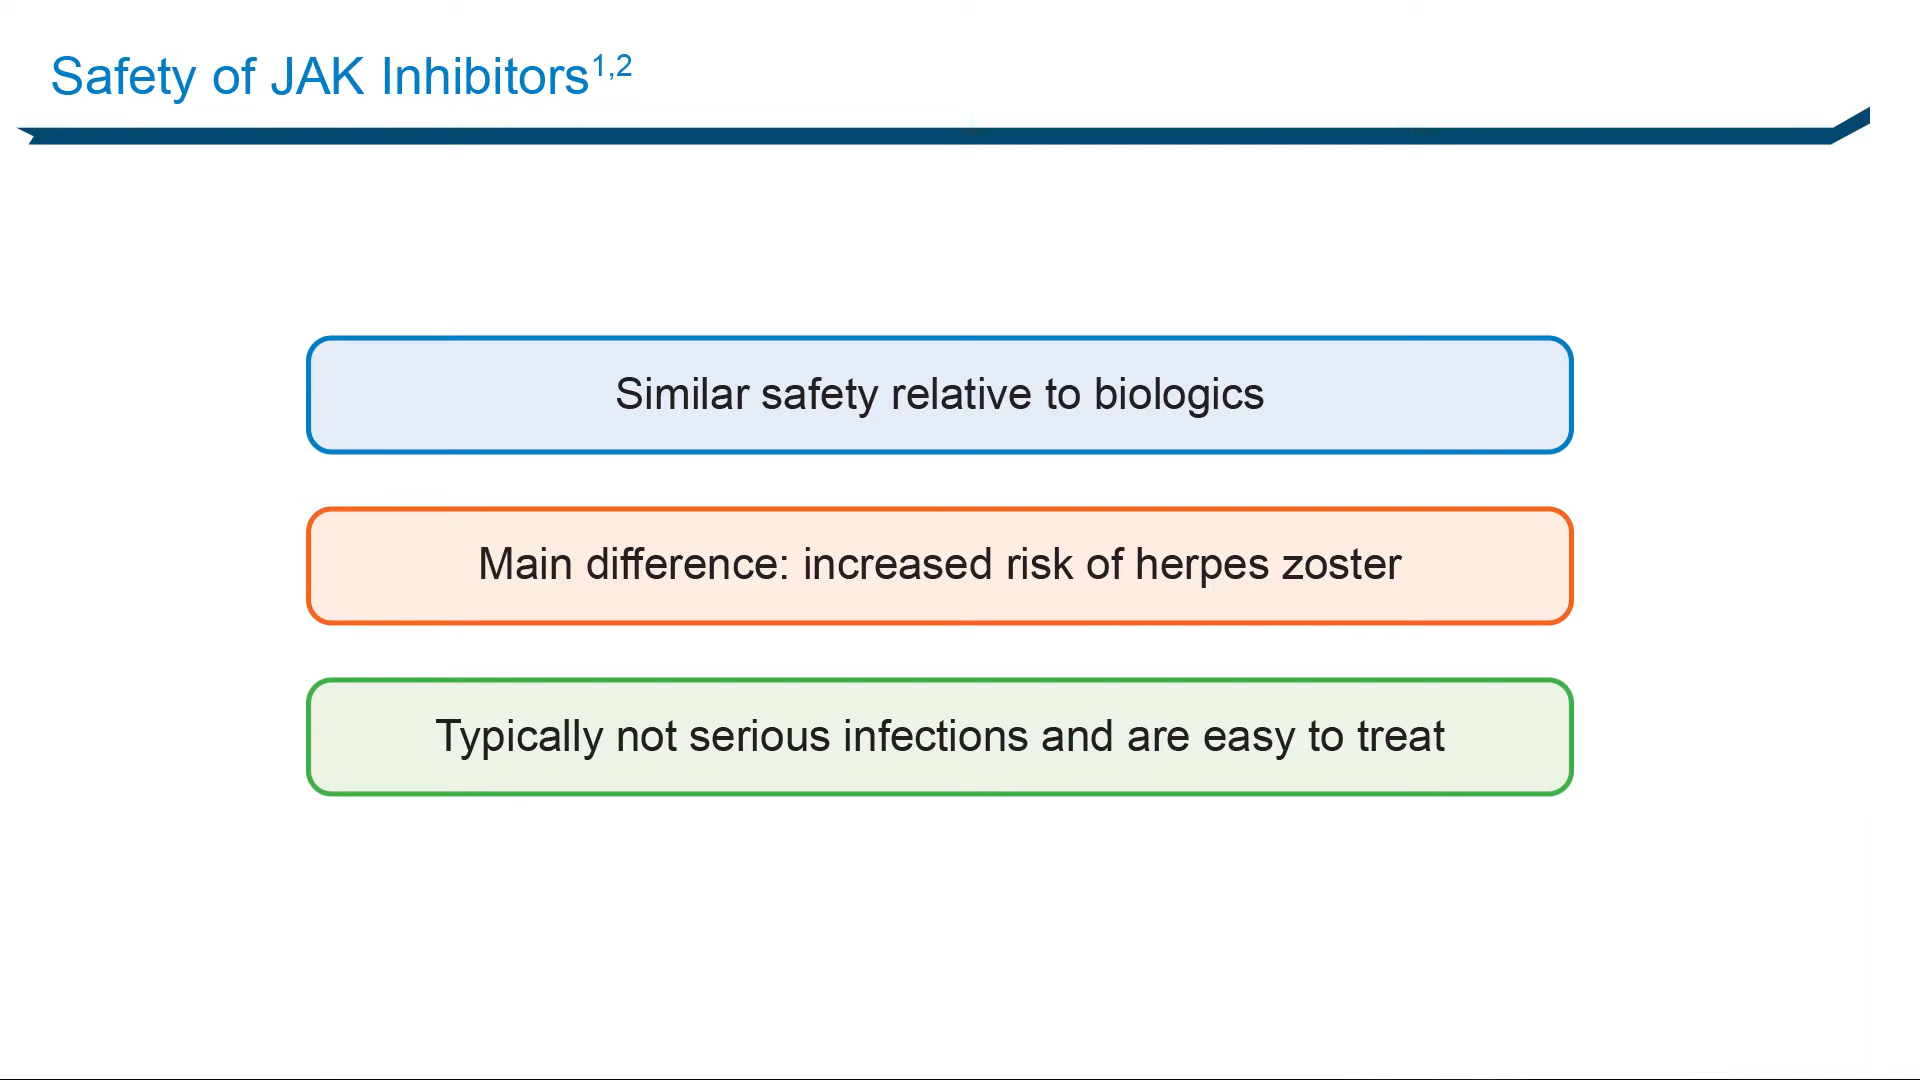 Safety of JAK Inhibitors1,2
Similar safety relative to biologics
Main difference: increased risk of herpes zoster
Typically not serious infections and are easy to treat